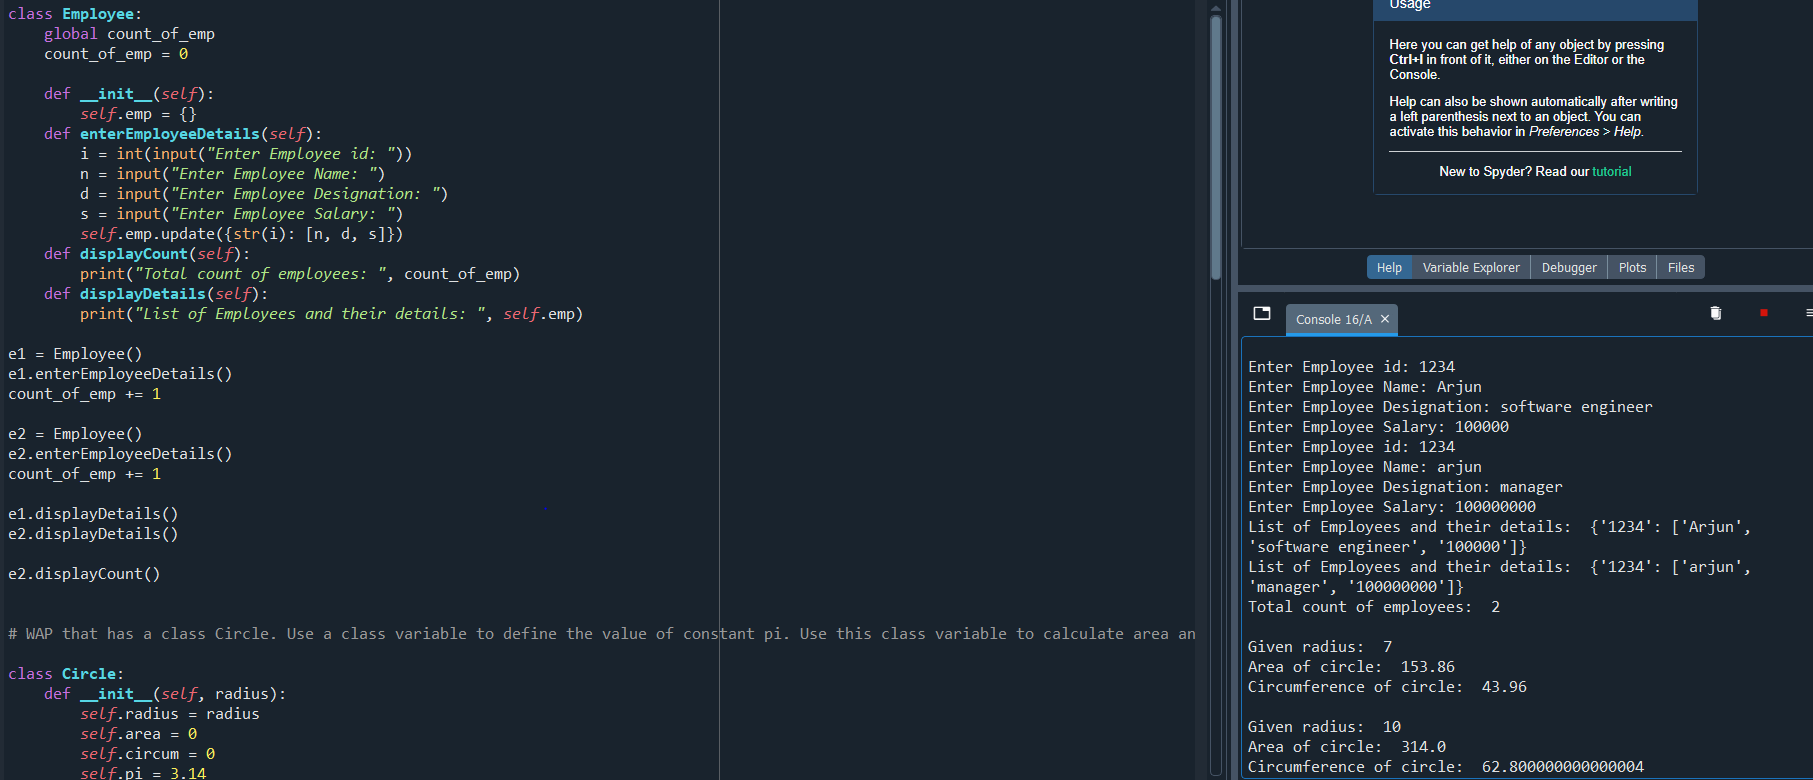 class Employee:
    global count_of_emp
    count_of_emp = 0

    def __init__(self):
        self.emp = {}
    def enterEmployeeDetails(self):
        i = int(input("Enter Employee id: "))
        n = input("Enter Employee Name: ")
        d = input("Enter Employee Designation: ")
        s = input("Enter Employee Salary: ")
        self.emp.update({str(i): [n, d, s]})
    def displayCount(self):
        print("Total count of employees: ", count_of_emp)
    def displayDetails(self):
        print("List of Employees and their details: ", self.emp)

e1 = Employee()
e1.enterEmployeeDetails()
count_of_emp += 1

e2 = Employee()
e2.enterEmployeeDetails()
count_of_emp += 1

e1.displayDetails()
e2.displayDetails()

e2.displayCount()

# WAP that has a class Circle. Use a class variable to define the value of constant pi. Use this class variable to calculate area an

class Circle:
    def __init__(self, radius):
        self.radius = radius
        self.area = 0
        self.circum = 0
        self.pi = 3.14
Usage
Here you can get help of any object by pressing
Ctrl+I in front of it, either on the Editor or the
Console.
Help can also be shown automatically after writing
a left parenthesis next to an object. You can
activate this behavior in Preferences > Help.
New to Spyder? Read our tutorial
Help Variable Explorer Debugger Plots Files
Console 16/A ×
Enter Employee id: 1234
Enter Employee Name: Arjun
Enter Employee Designation: software engineer
Enter Employee Salary: 100000
Enter Employee id: 1234
Enter Employee Name: arjun
Enter Employee Designation: manager
Enter Employee Salary: 100000000
List of Employees and their details:  {'1234': ['Arjun',
'software engineer', '100000']}
List of Employees and their details:  {'1234': ['arjun',
'manager', '100000000']}
Total count of employees:  2

Given radius:  7
Area of circle:  153.86
Circumference of circle:  43.96

Given radius:  10
Area of circle:  314.0
Circumference of circle:  62.800000000000004